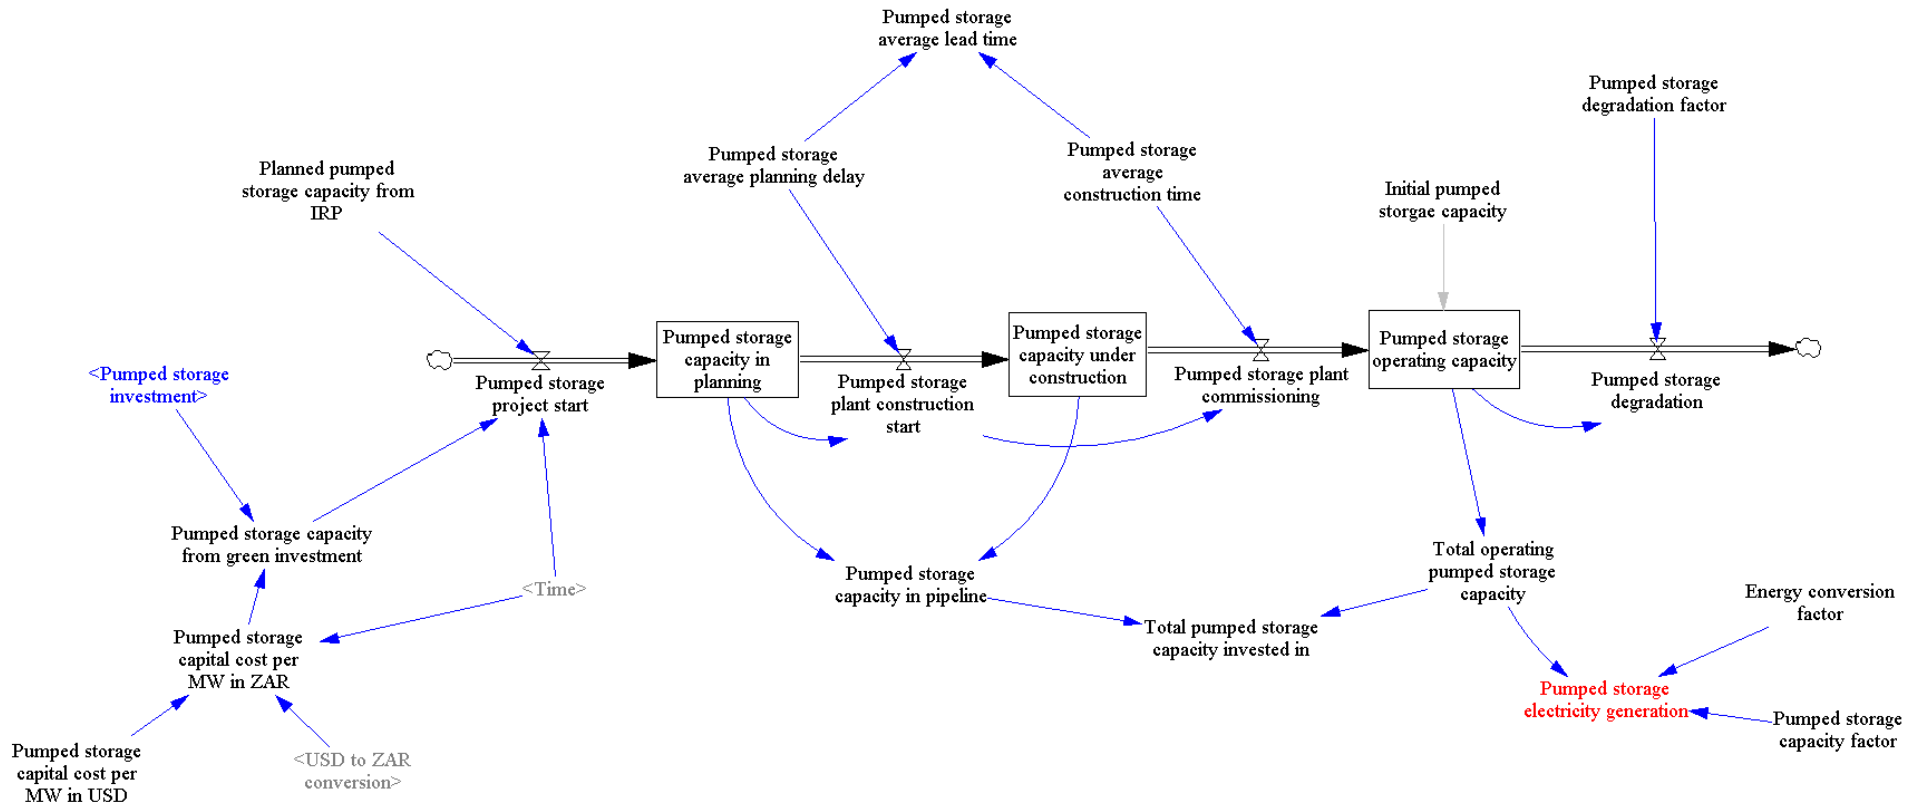 Pumped storage
average lead time
Pumped storage
degradation factor
Planned pumped
storage capacity from
IRP
Pumped storage
average planning delay
Pumped storage
average
construction time
Initial pumped
storgae capacity
Pumped storage
capacity in
planning
Pumped storage
capacity under
construction
Pumped storage
operating capacity
<Pumped storage
investment>
Pumped storage
project start
Pumped storage
plant construction
start
Pumped storage plant
commissioning
Pumped storage
degradation
Pumped storage capacity
from green investment
<Time>
Pumped storage
capacity in pipeline
Total operating
pumped storage
capacity
Energy conversion
factor
Pumped storage
capital cost per
MW in ZAR
Total pumped storage
capacity invested in
Pumped storage
electricity generation
Pumped storage
capacity factor
Pumped storage
capital cost per
MW in USD
<USD to ZAR
conversion>